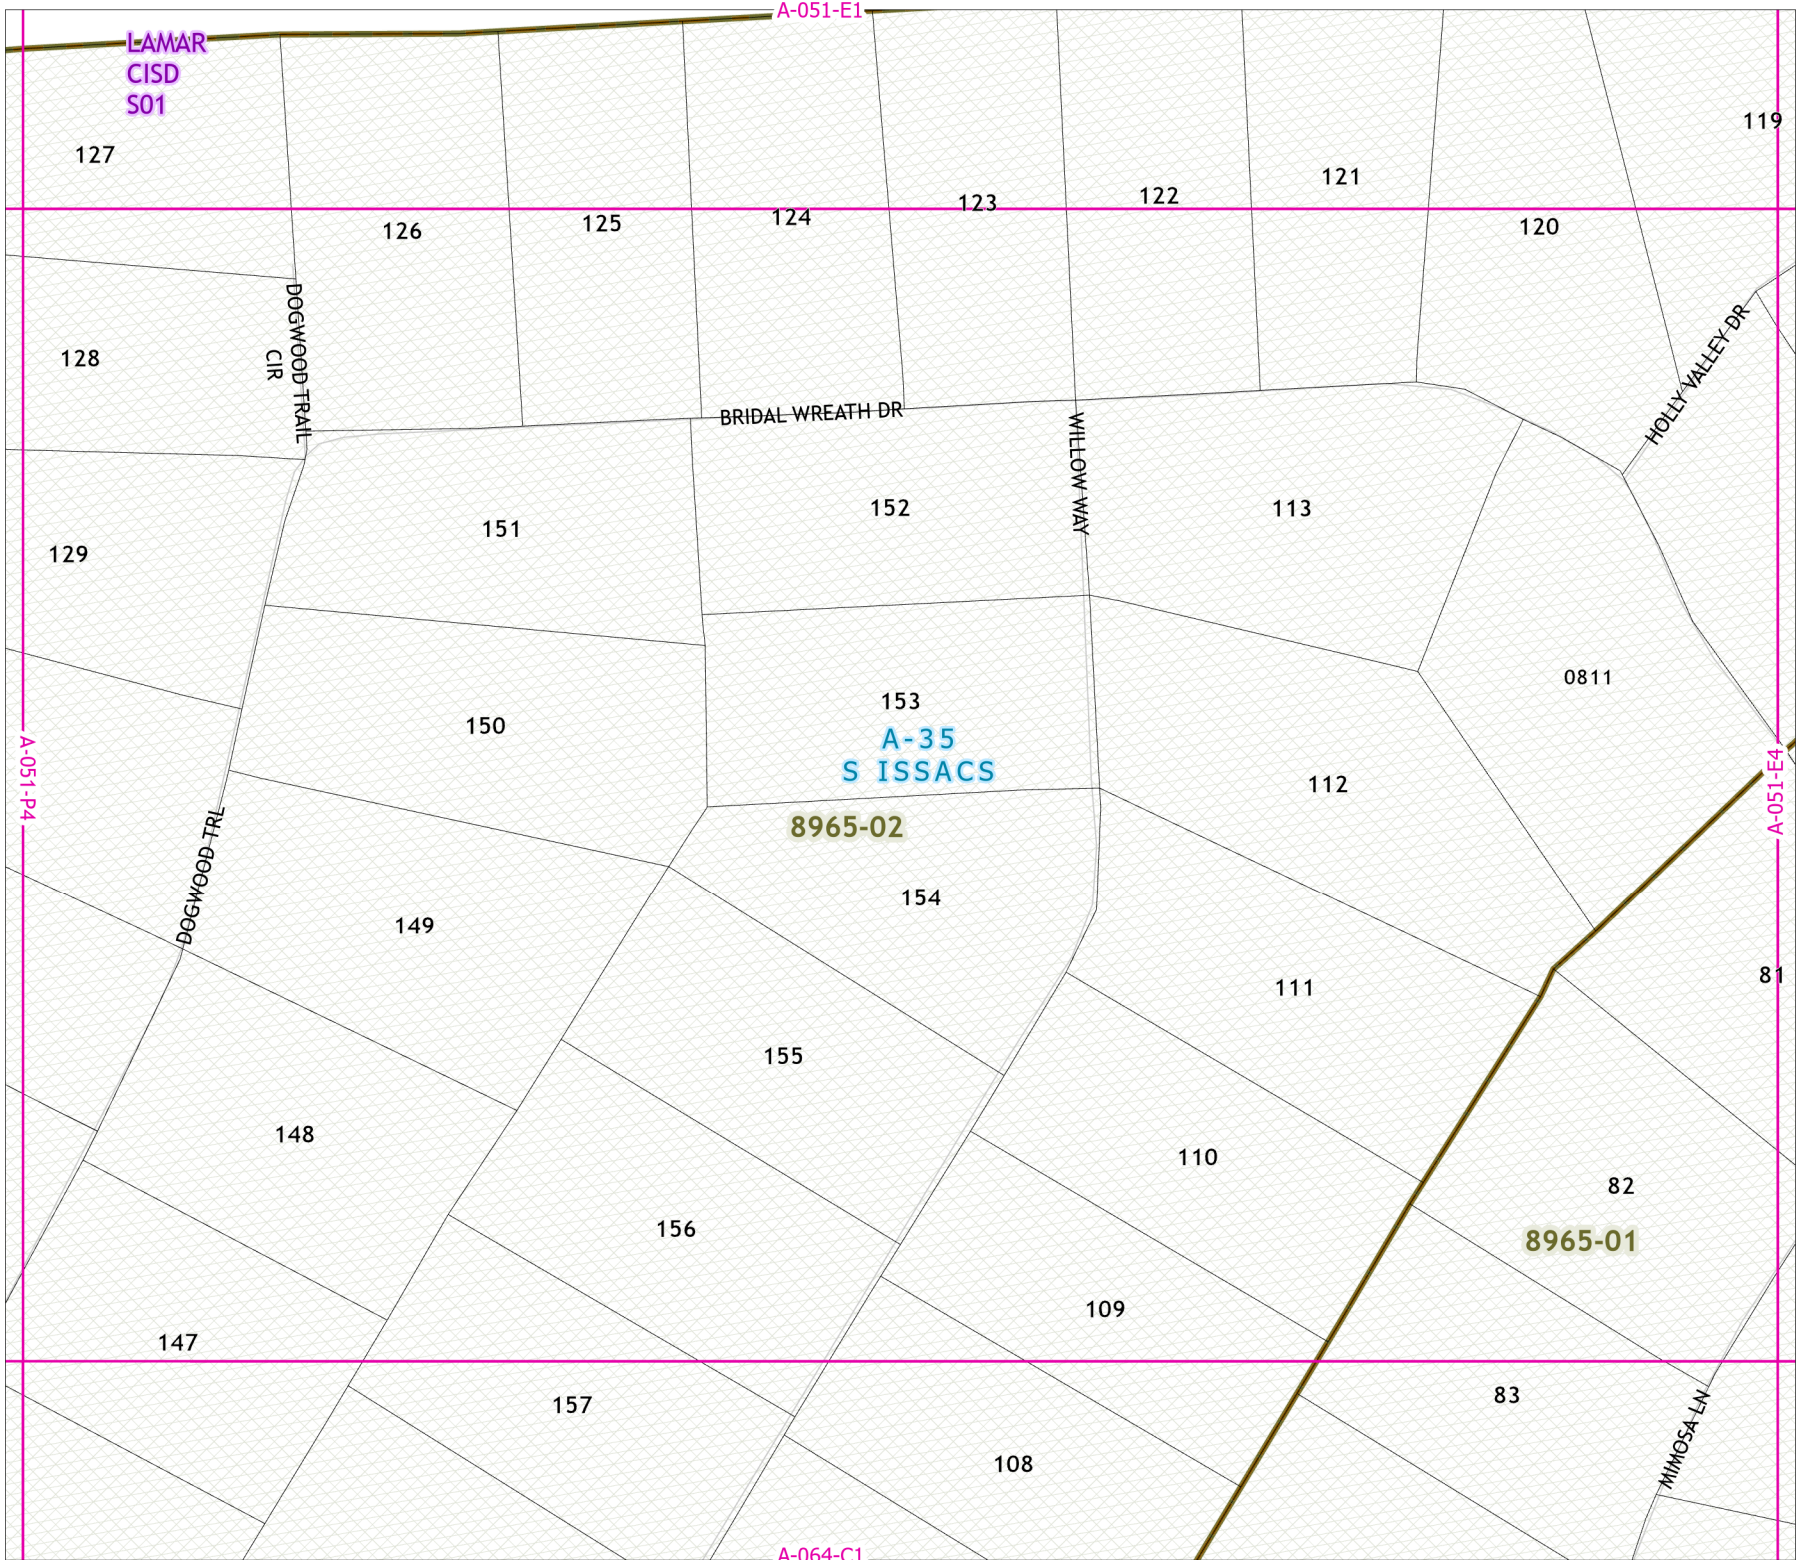 A-051-E1
LAMAR
CISD
S01
119
127
121
122
123
124
125
126
120
DOGWOOD TRAIL
CIR
128
HOLLY VALLEY DR
BRIDAL WREATH DR
WILLOW WAY
151
152
113
129
0811
153
150
A-35
S ISSACS
A-051-P4
A-051-E4
112
8965-02
DOGWOOD TRL
154
149
81
111
155
148
110
82
156
8965-01
109
147
83
157
MIMOSA LN
108
A-064-C1